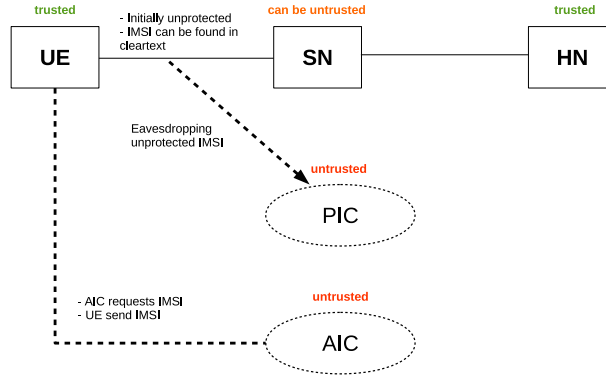 trusted
- Initially unprotected
- IMSI can be found in
cleartext
can be untrusted
trusted
UE
SN
HN
Eavesdropping
unprotected IMSI
untrusted
PIC
- AIC requests IMSI
- UE send IMSI
untrusted
AIC